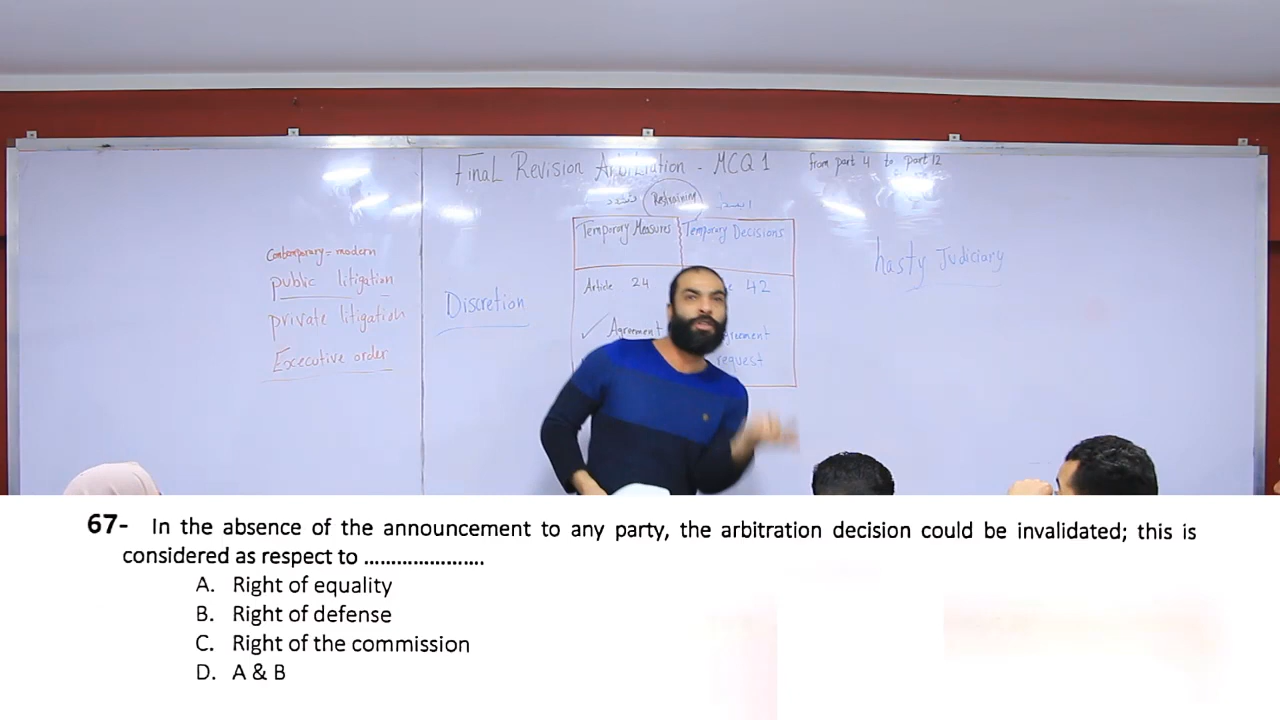 Final Revision Arbitration - MCQ 1 from part 4 to part 12
Restraining
Temporary Measures Temporary Decisions
Article 24 42
Agreement
request
Contemporary = modern
public litigation
private litigation
Executive order
Discretion
hasty Judiciary
67- In the absence of the announcement to any party, the arbitration decision could be invalidated; this is
considered as respect to ......................
A. Right of equality
B. Right of defense
C. Right of the commission
D. A & B